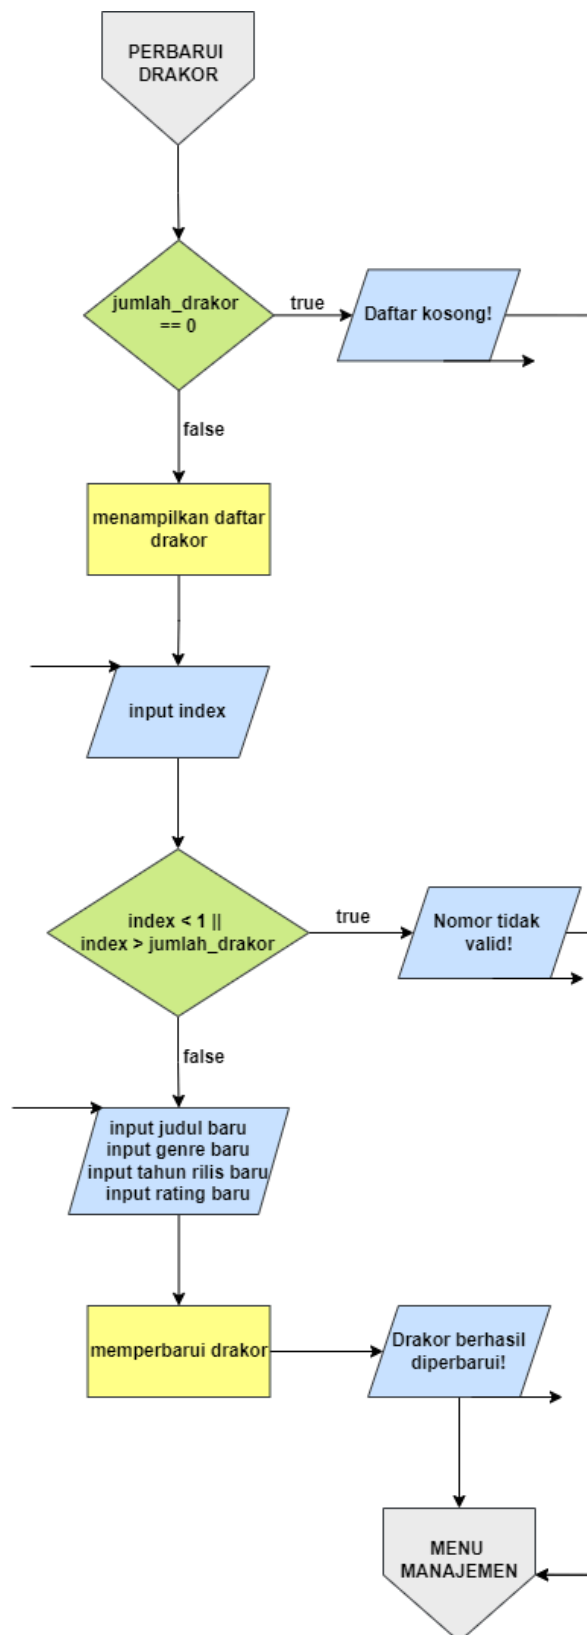 PERBARUI
DRAKOR
jumlah_drakor
== 0
true
Daftar kosong!
false
menampilkan daftar
drakor
input index
index < 1 ||
index > jumlah_drakor
true
Nomor tidak
valid!
false
input judul baru
input genre baru
input tahun rilis baru
input rating baru
memperbarui drakor
Drakor berhasil
diperbarui!
MENU
MANAJEMEN